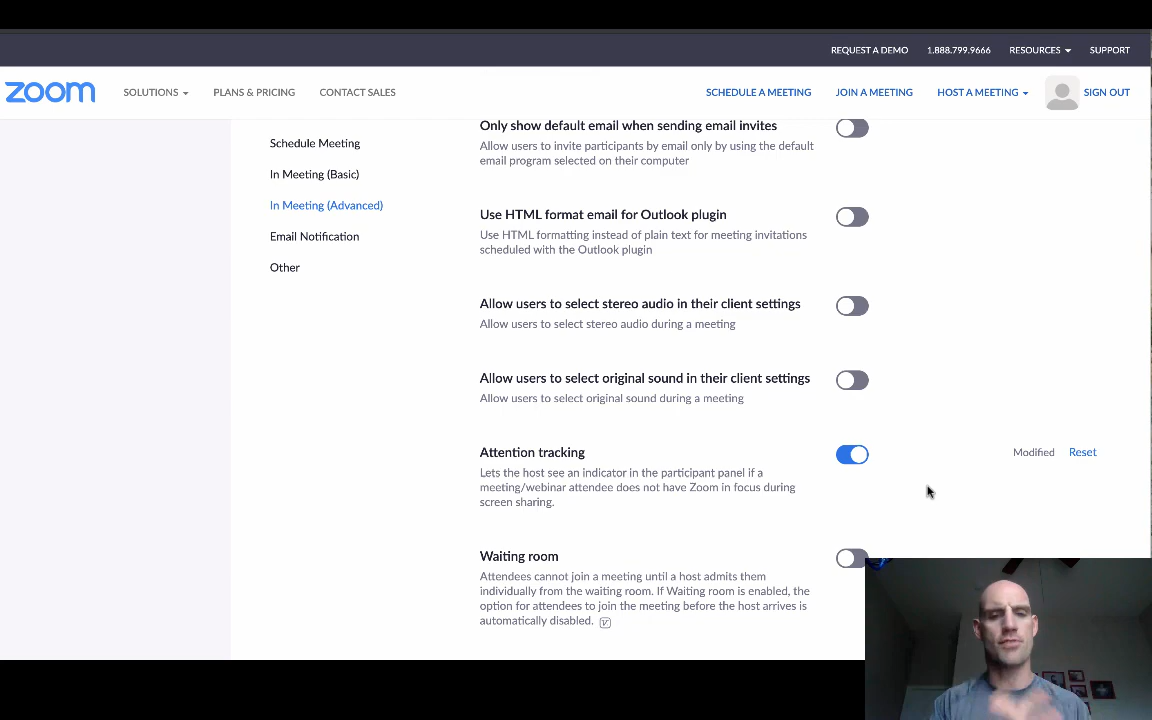 REQUEST A DEMO 1.888.799.9666 RESOURCES SUPPORT
zoom SOLUTIONS PLANS & PRICING CONTACT SALES SCHEDULE A MEETING JOIN A MEETING HOST A MEETING SIGN OUT
Schedule Meeting
In Meeting (Basic)
In Meeting (Advanced)
Email Notification
Other
Only show default email when sending email invites
Allow users to invite participants by email only by using the default
email program selected on their computer
Use HTML format email for Outlook plugin
Use HTML formatting instead of plain text for meeting invitations
scheduled with the Outlook plugin
Allow users to select stereo audio in their client settings
Allow users to select stereo audio during a meeting
Allow users to select original sound in their client settings
Allow users to select original sound during a meeting
Attention tracking
Modified Reset
Lets the host see an indicator in the participant panel if a
meeting/webinar attendee does not have Zoom in focus during
screen sharing.
Waiting room
Attendees cannot join a meeting until a host admits them
individually from the waiting room. If Waiting room is enabled, the
option for attendees to join the meeting before the host arrives is
automatically disabled.